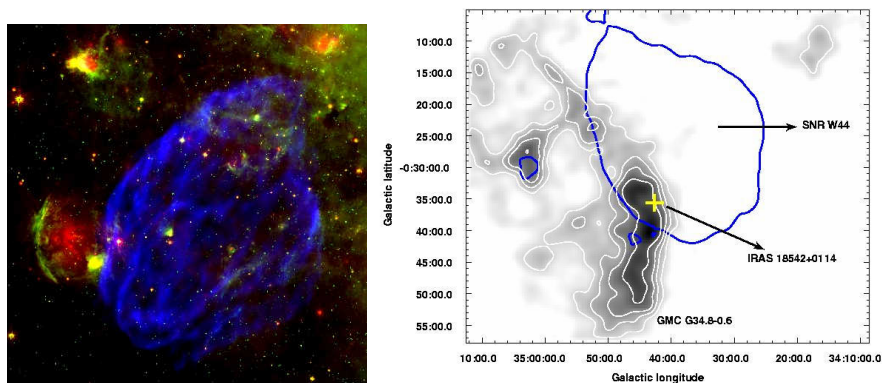 10:00.0
15:00.0
20:00.0
25:00.0
-0:30:00.0
35:00.0
40:00.0
45:00.0
50:00.0
55:00.0
Galactic latitude
SNR W44
IRAS 18542+0114
GMC G34.8-0.6
10:00.0 35:00:00.0 50:00.0 40:00.0 30:00.0 20:00.0 34:10:00.0
Galactic longitude